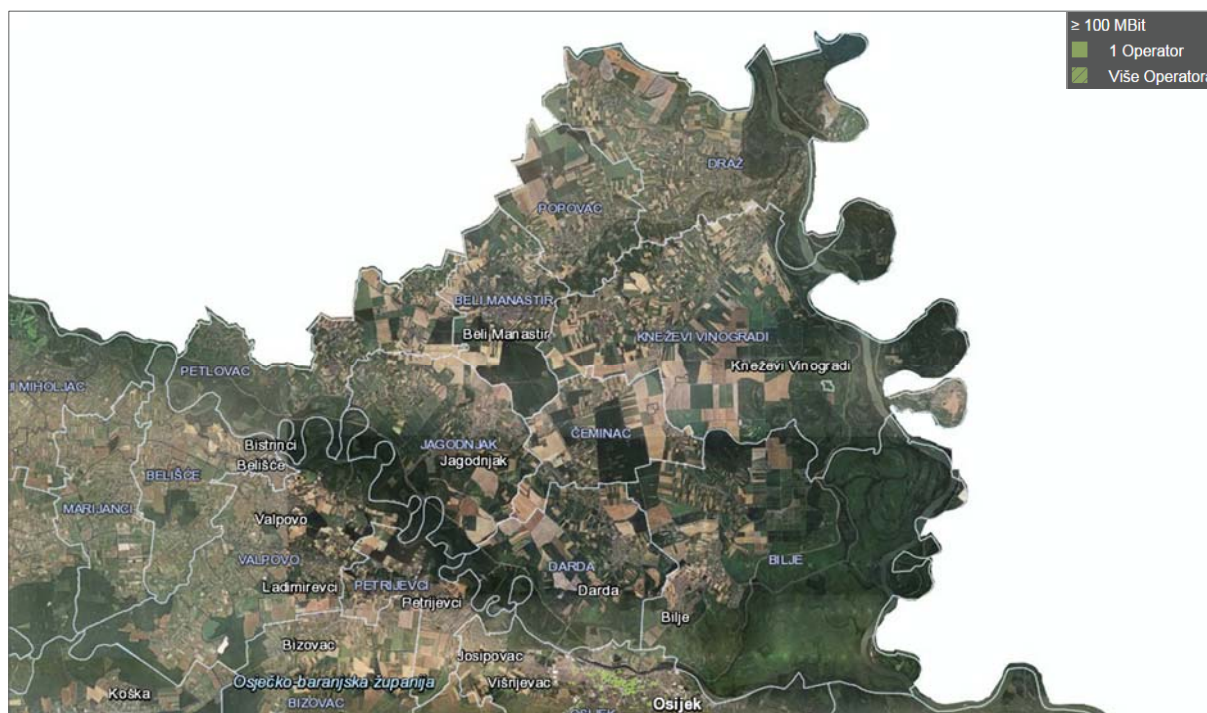 ≥ 100 MBit
1 Operator
Više Operatora
DRAŽ
POPOVAC
BELI MANASTIR
Beli Manastir
KNEŽEVI VINOGRADI
Kneževi Vinogradi
PETLOVAC
JI MIHOLJAC
ČEMINAC
JAGODNJAK
Jagodnjak
Bistrinci
Belišće
BELIŠĆE
MARIJANCI
Valpovo
VALPOVO
DARDA
Darda
BILJE
Bilje
Ladimirevci
PETRIJEVCI
Petrijevci
Bizovac
Josipovac
Osječko-baranjska županija
Višnjevac
Koška
BIZOVAC
Osijek
OSIJEK